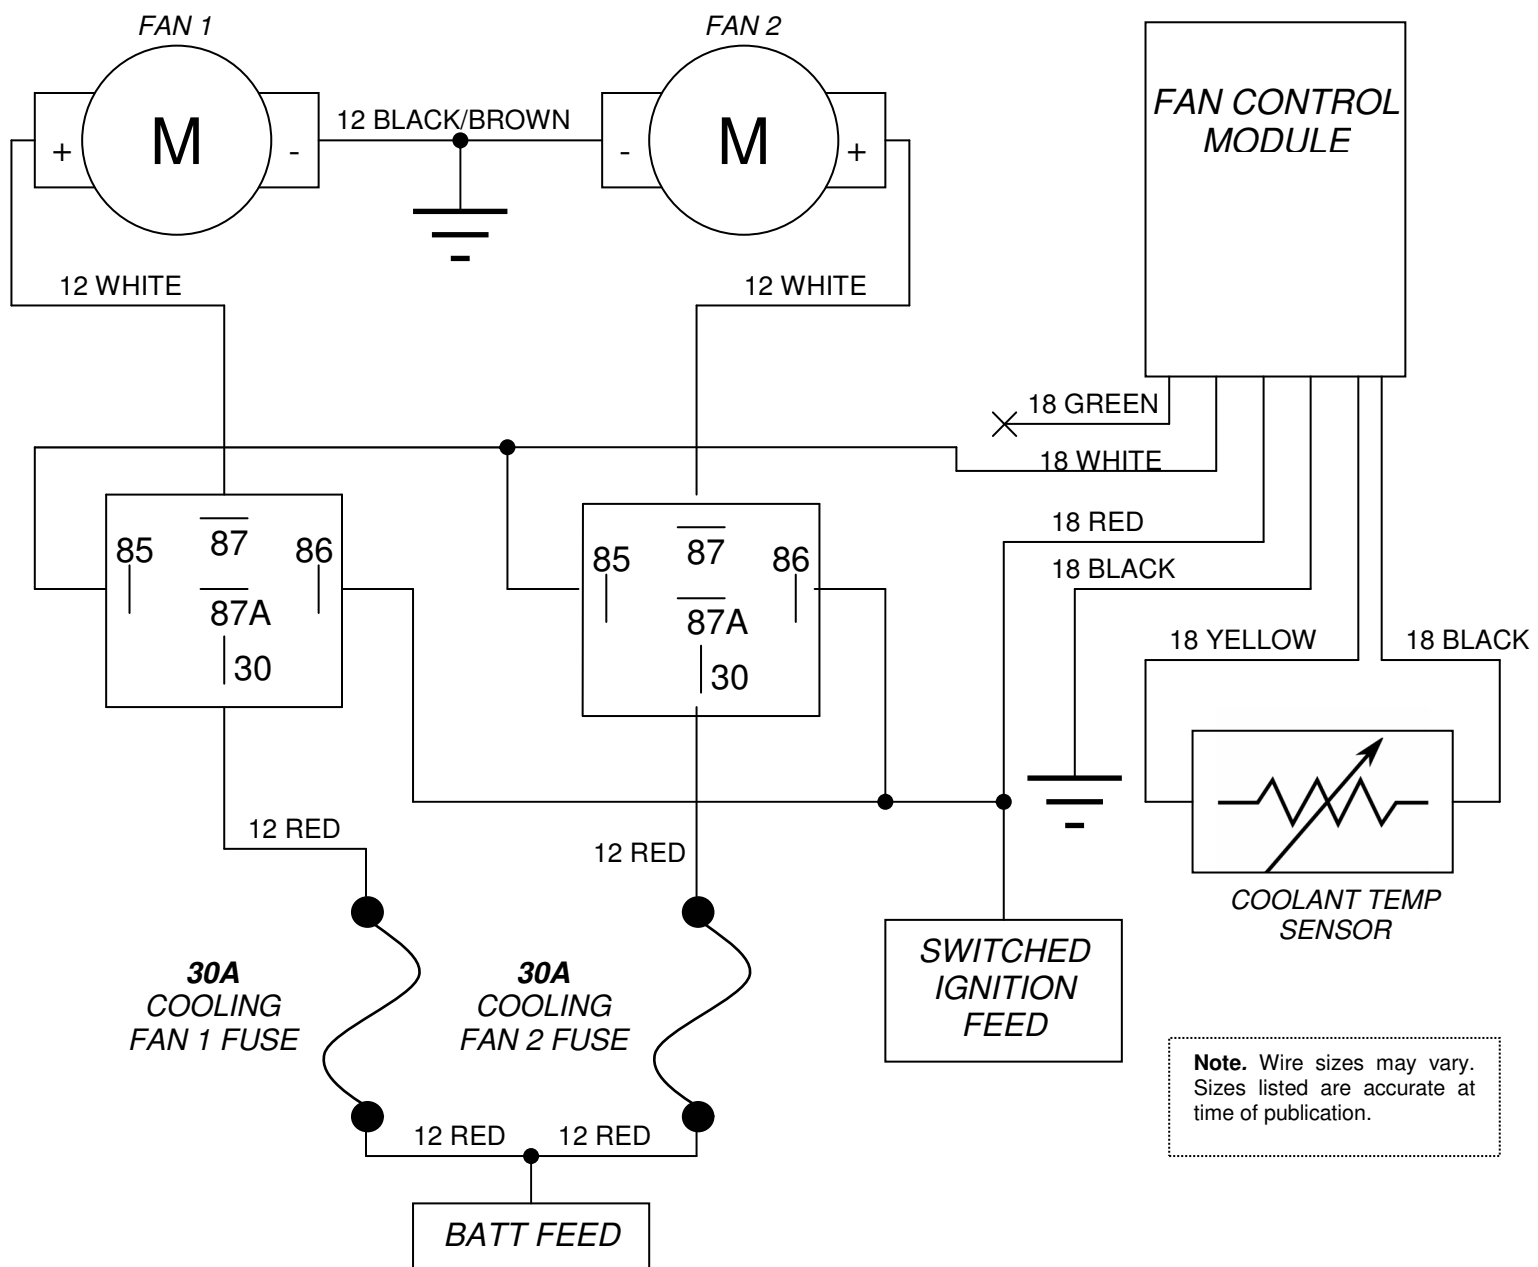 FAN 1
FAN 2
FAN CONTROL
MODULE
12 BLACK/BROWN
M
M
+
-
-
+
12 WHITE
12 WHITE
18 GREEN
18 WHITE
18 RED
18 BLACK
85
87
86
87A
30
85
87
86
87A
30
18 YELLOW
18 BLACK
12 RED
12 RED
COOLANT TEMP
SENSOR
30A
COOLING
FAN 1 FUSE
30A
COOLING
FAN 2 FUSE
SWITCHED
IGNITION
FEED
Note. Wire sizes may vary.
Sizes listed are accurate at
time of publication.
12 RED
12 RED
BATT FEED